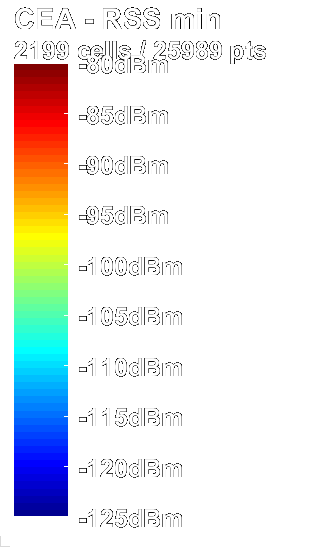 CEA - RSS min
2199 cells / 25989 pts
-80dBm
-85dBm
-90dBm
-95dBm
-100dBm
-105dBm
-110dBm
-115dBm
-120dBm
-125dBm